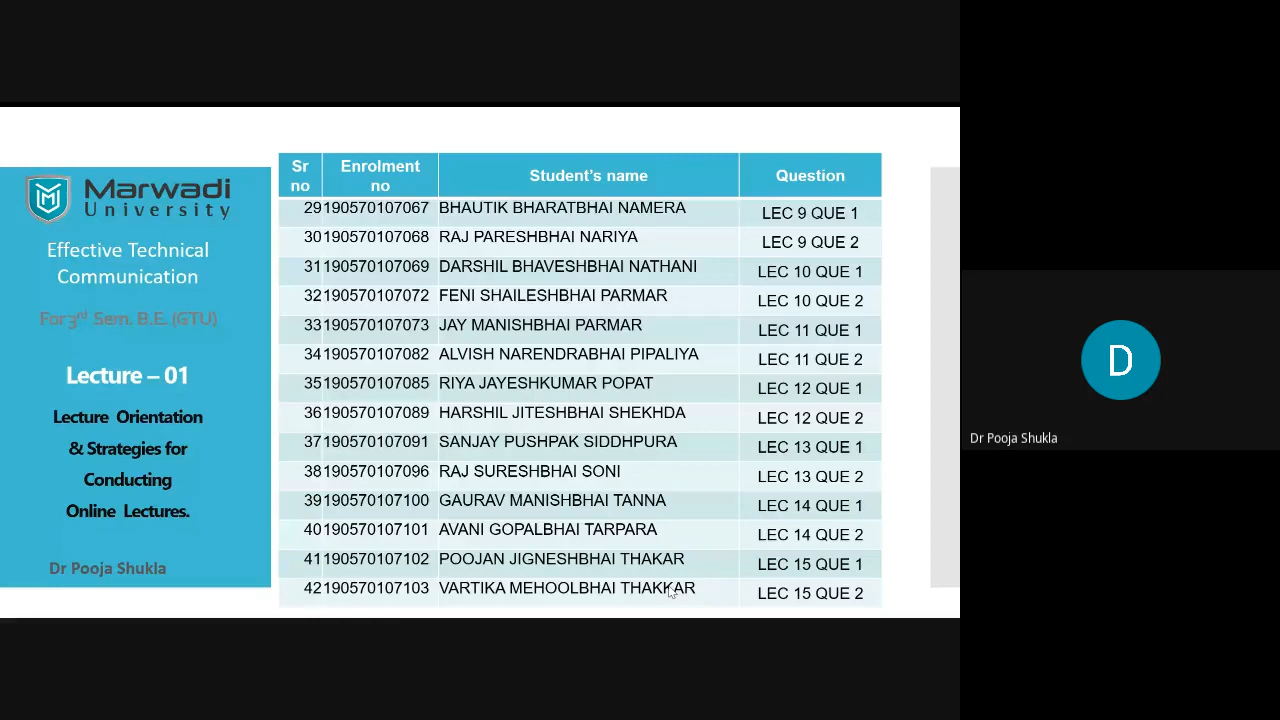 Marwadi
University
Effective Technical
Communication
For 3rd Sem. B.E. (GTU)
Lecture – 01
Lecture Orientation
& Strategies for
Conducting
Online Lectures.
Dr Pooja Shukla
Sr no Enrolment no Student's name Question
29 190570107067 BHAUTIK BHARATBHAI NAMERA LEC 9 QUE 1
30 190570107068 RAJ PARESHBHAI NARIYA LEC 9 QUE 2
31 190570107069 DARSHIL BHAVESHBHAI NATHANI LEC 10 QUE 1
32 190570107072 FENI SHAILESHBHAI PARMAR LEC 10 QUE 2
33 190570107073 JAY MANISHBHAI PARMAR LEC 11 QUE 1
34 190570107082 ALVISH NARENDRABHAI PIPALIYA LEC 11 QUE 2
35 190570107085 RIYA JAYESHKUMAR POPAT LEC 12 QUE 1
36 190570107089 HARSHIL JITESHBHAI SHEKHDA LEC 12 QUE 2
37 190570107091 SANJAY PUSHPAK SIDDHPURA LEC 13 QUE 1
38 190570107096 RAJ SURESHBHAI SONI LEC 13 QUE 2
39 190570107100 GAURAV MANISHBHAI TANNA LEC 14 QUE 1
40 190570107101 AVANI GOPALBHAI TARPARA LEC 14 QUE 2
41 190570107102 POOJAN JIGNESHBHAI THAKAR LEC 15 QUE 1
42 190570107103 VARTIKA MEHOOLBHAI THAKKAR LEC 15 QUE 2
D
Dr Pooja Shukla